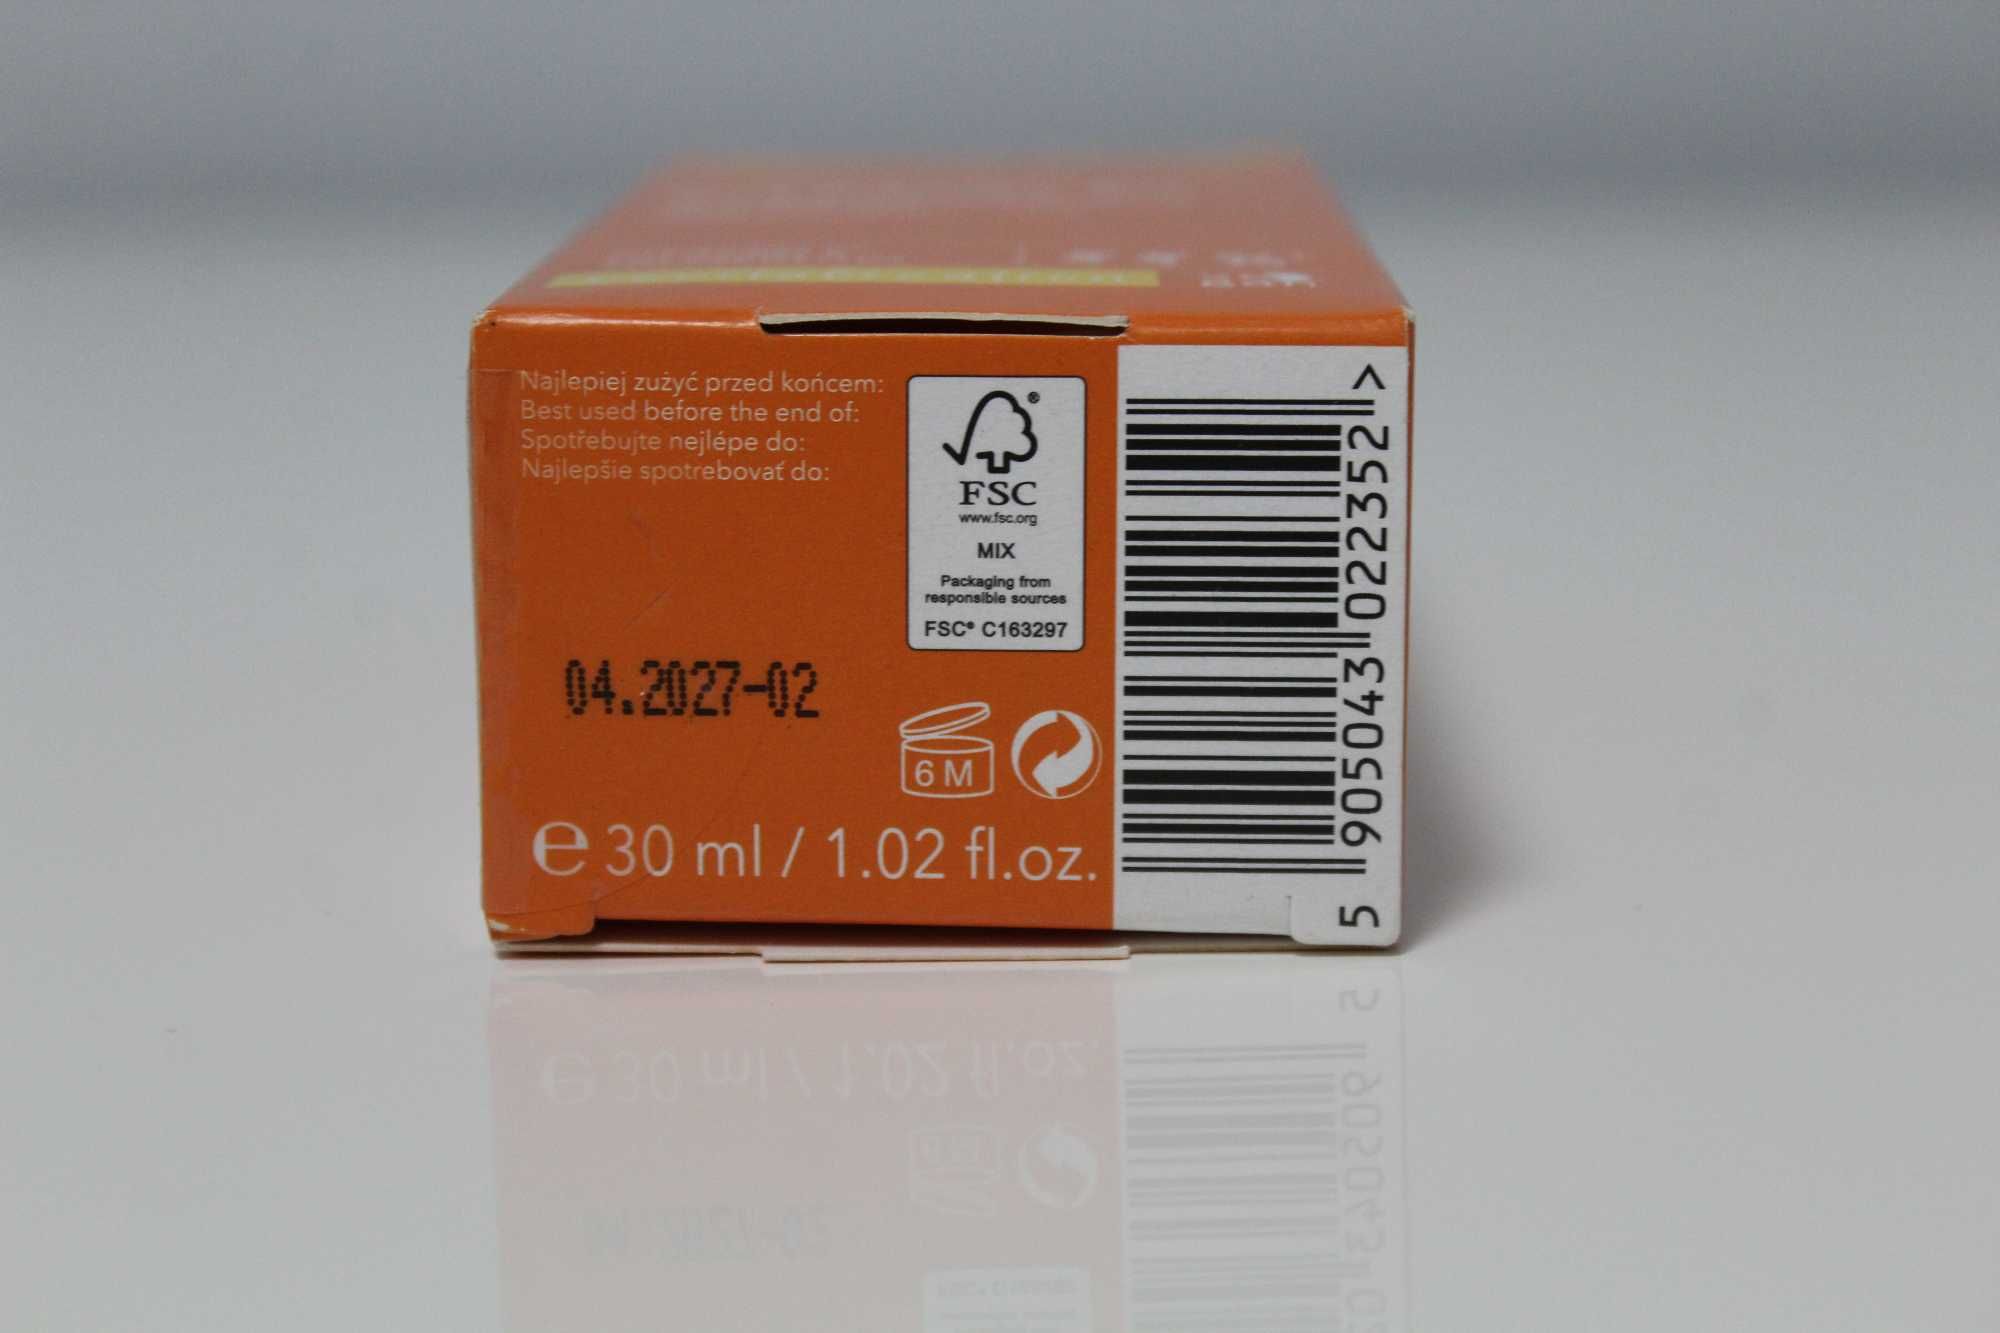 Najlepiej zużyć przed końcem:
Best used before the end of:
Spotřebujte nejlépe do:
Najlepšie spotrebovať do:
04.2027-02
FSC®
www.fsc.org
MIX
Packaging from
responsible sources
FSC® C163297
6 M
e 30 ml / 1.02 fl.oz.
5 905043 022352 >